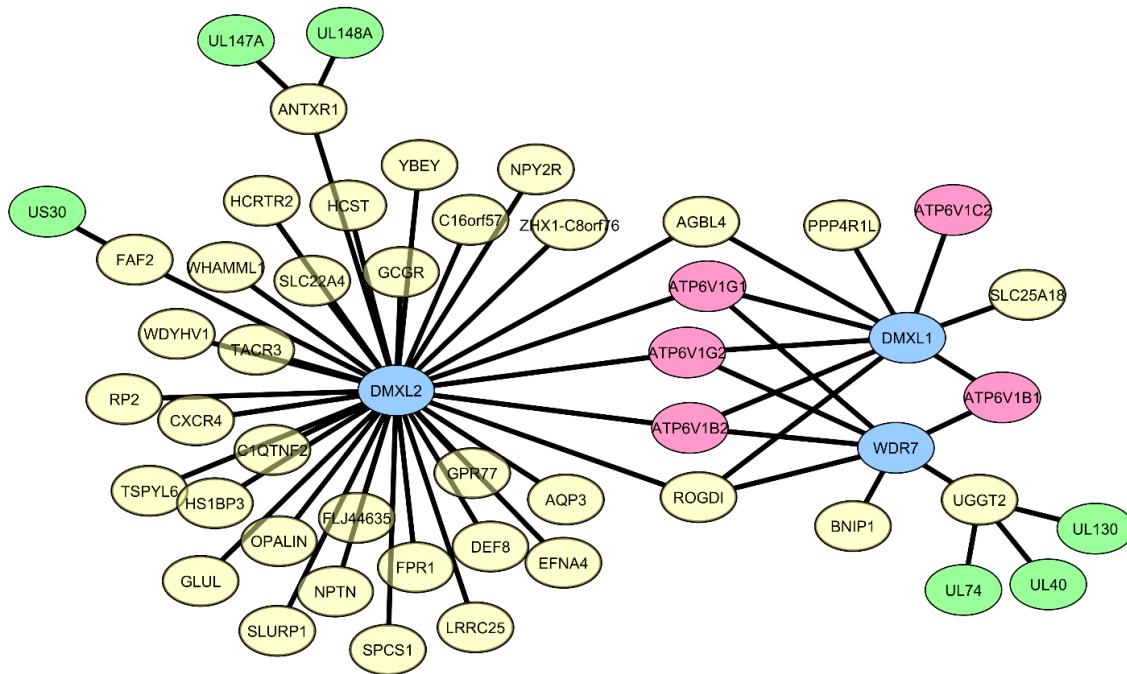 UL147A
UL148A
ANTXR1
YBEY
NPY2R
HCRTR2
HCST
C16orf57
ZHX1-C8orf76
AGBL4
PPP4R1L
ATP6V1C2
US30
FAF2
WHAMML1
SLC22A4
GCGR
ATP6V1G1
SLC25A18
WDYHV1
TACR3
DMXL1
ATP6V1G2
DMXL2
RP2
CXCR4
ATP6V1B1
ATP6V1B2
C1QTNF2
WDR7
GPR77
TSPYL6
HS1BP3
AQP3
ROGDI
UGGT2
FLJ44635
BNIP1
UL130
OPALIN
DEF8
EFNA4
GLUL
FPR1
NPTN
UL74
UL40
SLURP1
LRRC25
SPCS1